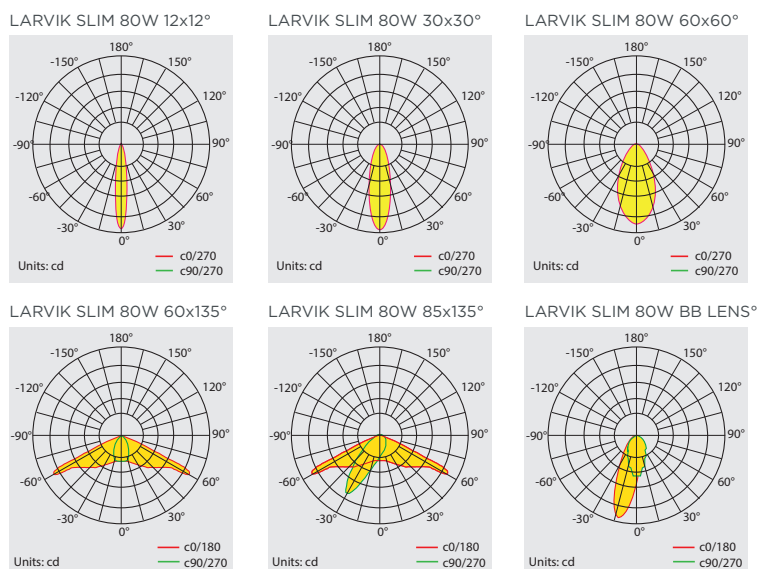 LARVIK SLIM 80W 12x12°
180°
-150° 150°
-120° 120°
-90° 90°
-60° 60°
-30° 30°
0°
Units: cd
c0/270
c90/270
LARVIK SLIM 80W 30x30°
180°
-150° 150°
-120° 120°
-90° 90°
-60° 60°
-30° 30°
0°
Units: cd
c0/270
c90/270
LARVIK SLIM 80W 60x60°
180°
-150° 150°
-120° 120°
-90° 90°
-60° 60°
-30° 30°
0°
Units: cd
c0/270
c90/270
LARVIK SLIM 80W 60x135°
180°
-150° 150°
-120° 120°
-90° 90°
-60° 60°
-30° 30°
0°
Units: cd
c0/180
c90/270
LARVIK SLIM 80W 85x135°
180°
-150° 150°
-120° 120°
-90° 90°
-60° 60°
-30° 30°
0°
Units: cd
c0/180
c90/270
LARVIK SLIM 80W BB LENS°
180°
-150° 150°
-120° 120°
-90° 90°
-60° 60°
-30° 30°
0°
Units: cd
c0/180
c90/270